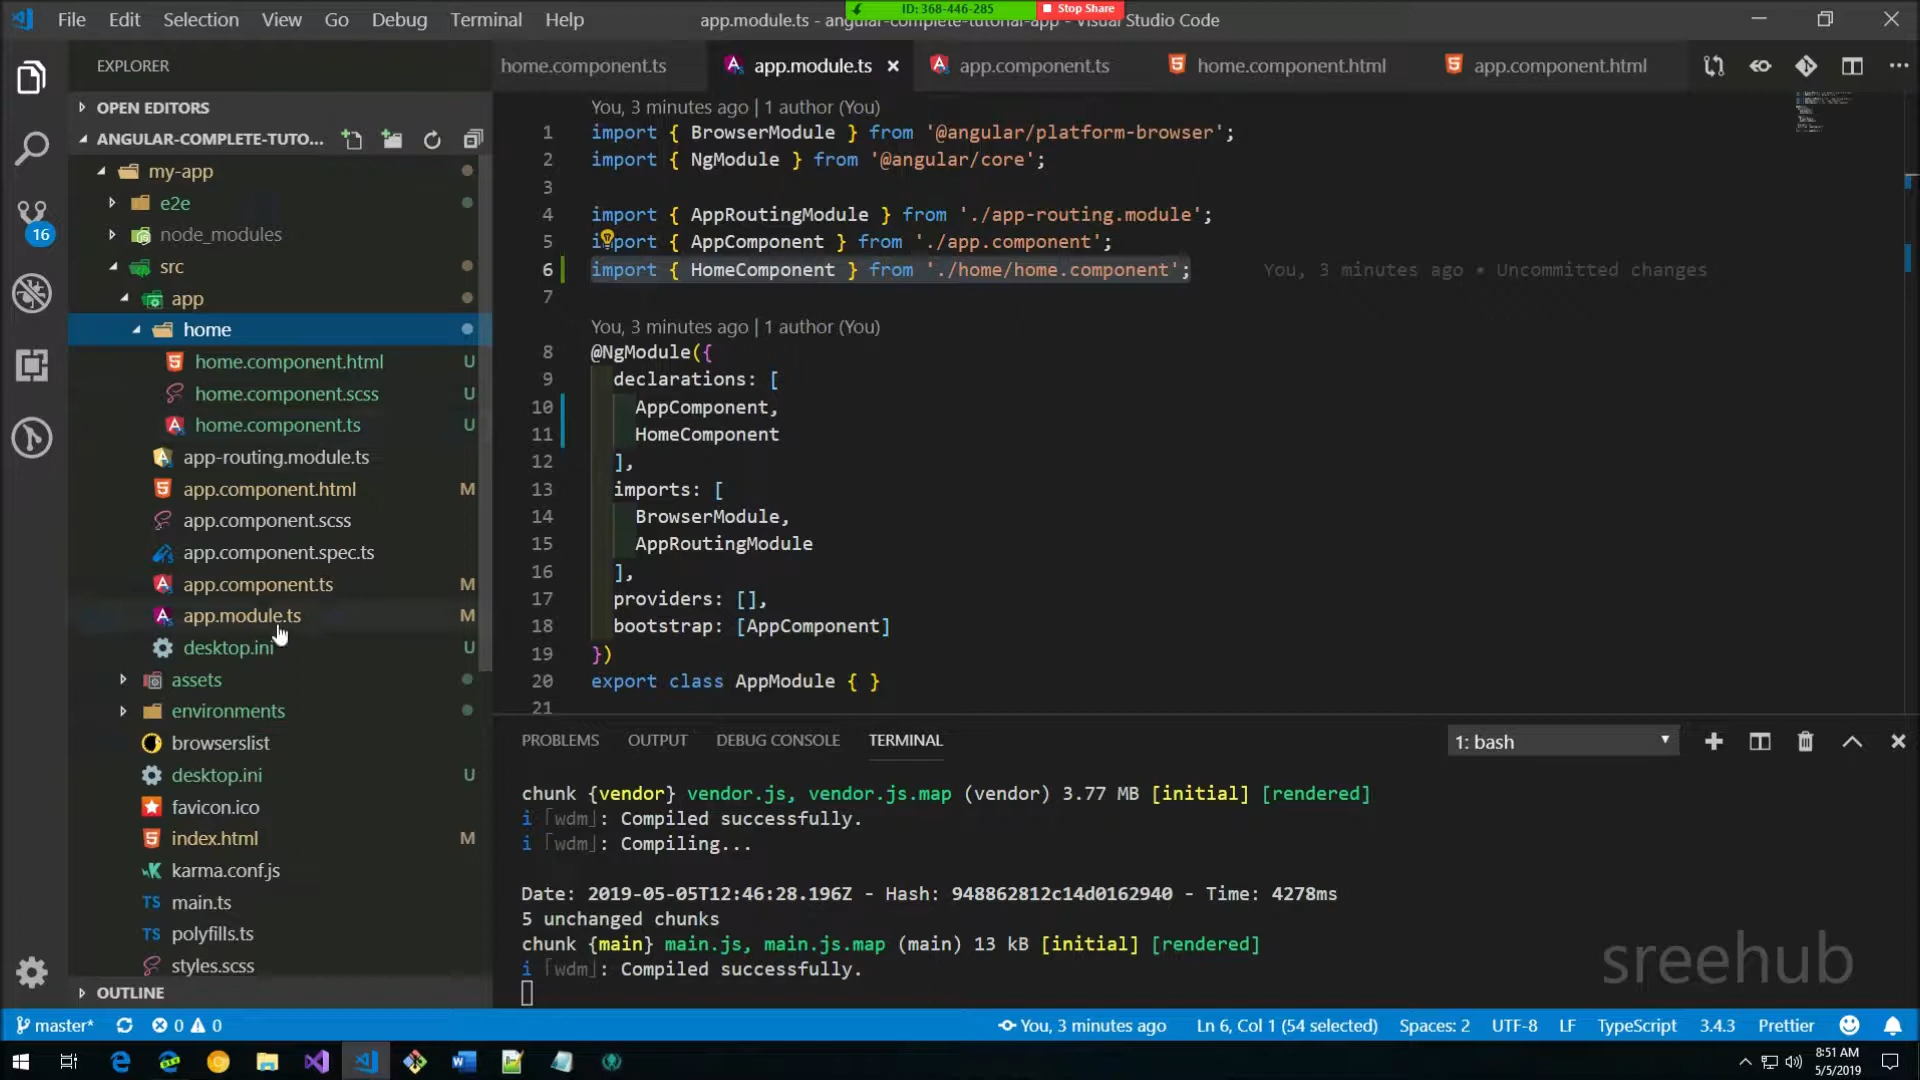 File Edit Selection View Go Debug Terminal Help
app.module.ts - angular-complete-tutorial-app - Visual Studio Code
ID: 368-446-285
Stop Share
EXPLORER
OPEN EDITORS
ANGULAR-COMPLETE-TUTO...
my-app
e2e
node_modules
src
app
home
home.component.html U
home.component.scss U
home.component.ts U
app-routing.module.ts
app.component.html M
app.component.scss
app.component.spec.ts
app.component.ts M
app.module.ts M
desktop.ini U
assets
environments
browserslist
desktop.ini U
favicon.ico
index.html M
karma.conf.js
TS main.ts
TS polyfills.ts
styles.scss
OUTLINE
16
home.component.ts app.module.ts app.component.ts home.component.html app.component.html
You, 3 minutes ago | 1 author (You)
1 import { BrowserModule } from '@angular/platform-browser';
2 import { NgModule } from '@angular/core';
3
4 import { AppRoutingModule } from './app-routing.module';
5 import { AppComponent } from './app.component';
6 import { HomeComponent } from './home/home.component'; You, 3 minutes ago • Uncommitted changes
7
You, 3 minutes ago | 1 author (You)
8 @NgModule({
9 declarations: [
10 AppComponent,
11 HomeComponent
12 ],
13 imports: [
14 BrowserModule,
15 AppRoutingModule
16 ],
17 providers: [],
18 bootstrap: [AppComponent]
19 })
20 export class AppModule { }
21
PROBLEMS OUTPUT DEBUG CONSOLE TERMINAL 1: bash
chunk {vendor} vendor.js, vendor.js.map (vendor) 3.77 MB [initial] [rendered]
i ｢wdm｣: Compiled successfully.
i ｢wdm｣: Compiling...
Date: 2019-05-05T12:46:28.196Z - Hash: 948862812c14d0162940 - Time: 4278ms
5 unchanged chunks
chunk {main} main.js, main.js.map (main) 13 kB [initial] [rendered]
i ｢wdm｣: Compiled successfully.
sreehub
master* 0 0 You, 3 minutes ago Ln 6, Col 1 (54 selected) Spaces: 2 UTF-8 LF TypeScript 3.4.3 Prettier
8:51 AM
5/5/2019